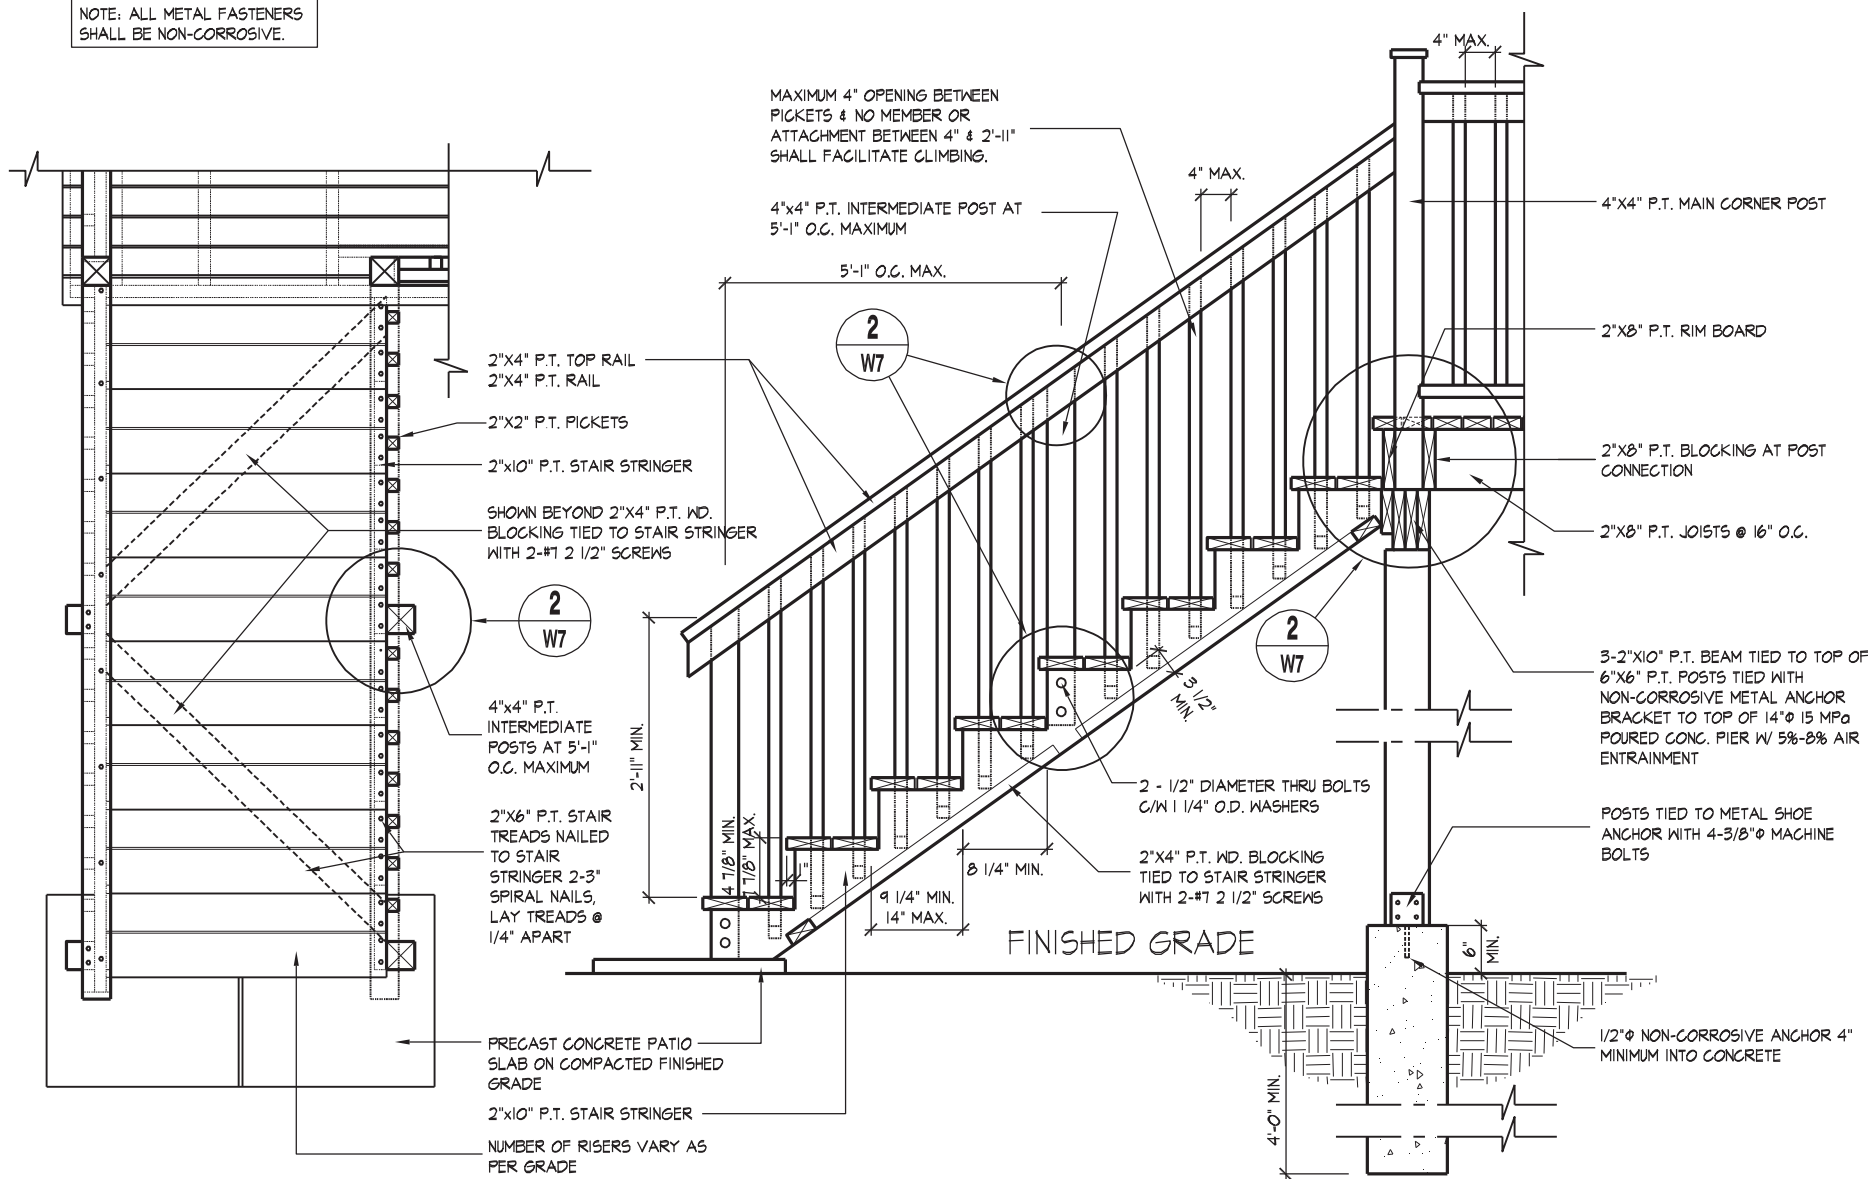 NOTE: ALL METAL FASTENERS
SHALL BE NON-CORROSIVE.
MAXIMUM 4" OPENING BETWEEN
PICKETS & NO MEMBER OR
ATTACHMENT BETWEEN 4" & 2'-11"
SHALL FACILITATE CLIMBING.
4"x4" P.T. INTERMEDIATE POST AT
5'-1" O.C. MAXIMUM
5'-1" O.C. MAX.
4" MAX.
4" MAX.
2
W7
2"X4" P.T. TOP RAIL
2"X4" P.T. RAIL
2"X2" P.T. PICKETS
2"x10" P.T. STAIR STRINGER
SHOWN BEYOND 2"X4" P.T. WD.
BLOCKING TIED TO STAIR STRINGER
WITH 2-#7 2 1/2" SCREWS
2
W7
4"x4" P.T.
INTERMEDIATE
POSTS AT 5'-1"
O.C. MAXIMUM
2"X6" P.T. STAIR
TREADS NAILED
TO STAIR
STRINGER 2-3"
SPIRAL NAILS,
LAY TREADS @
1/4" APART
PRECAST CONCRETE PATIO
SLAB ON COMPACTED FINISHED
GRADE
2"x10" P.T. STAIR STRINGER
NUMBER OF RISERS VARY AS
PER GRADE
2'-11" MIN.
4 7/8" MIN.
7 7/8" MAX.
1"
9 1/4" MIN.
14" MAX.
8 1/4" MIN.
3 1/2"
MIN.
2
W7
2 - 1/2" DIAMETER THRU BOLTS
C/W 1 1/4" O.D. WASHERS
2"X4" P.T. WD. BLOCKING
TIED TO STAIR STRINGER
WITH 2-#7 2 1/2" SCREWS
FINISHED GRADE
4"X4" P.T. MAIN CORNER POST
2"X8" P.T. RIM BOARD
2"X8" P.T. BLOCKING AT POST
CONNECTION
2"X8" P.T. JOISTS @ 16" O.C.
3-2"X10" P.T. BEAM TIED TO TOP OF
6"X6" P.T. POSTS TIED WITH
NON-CORROSIVE METAL ANCHOR
BRACKET TO TOP OF 14"Φ 15 MPa
POURED CONC. PIER W/ 5%-8% AIR
ENTRAINMENT
POSTS TIED TO METAL SHOE
ANCHOR WITH 4-3/8"Φ MACHINE
BOLTS
6"
MIN.
1/2"Φ NON-CORROSIVE ANCHOR 4"
MINIMUM INTO CONCRETE
4'-0" MIN.